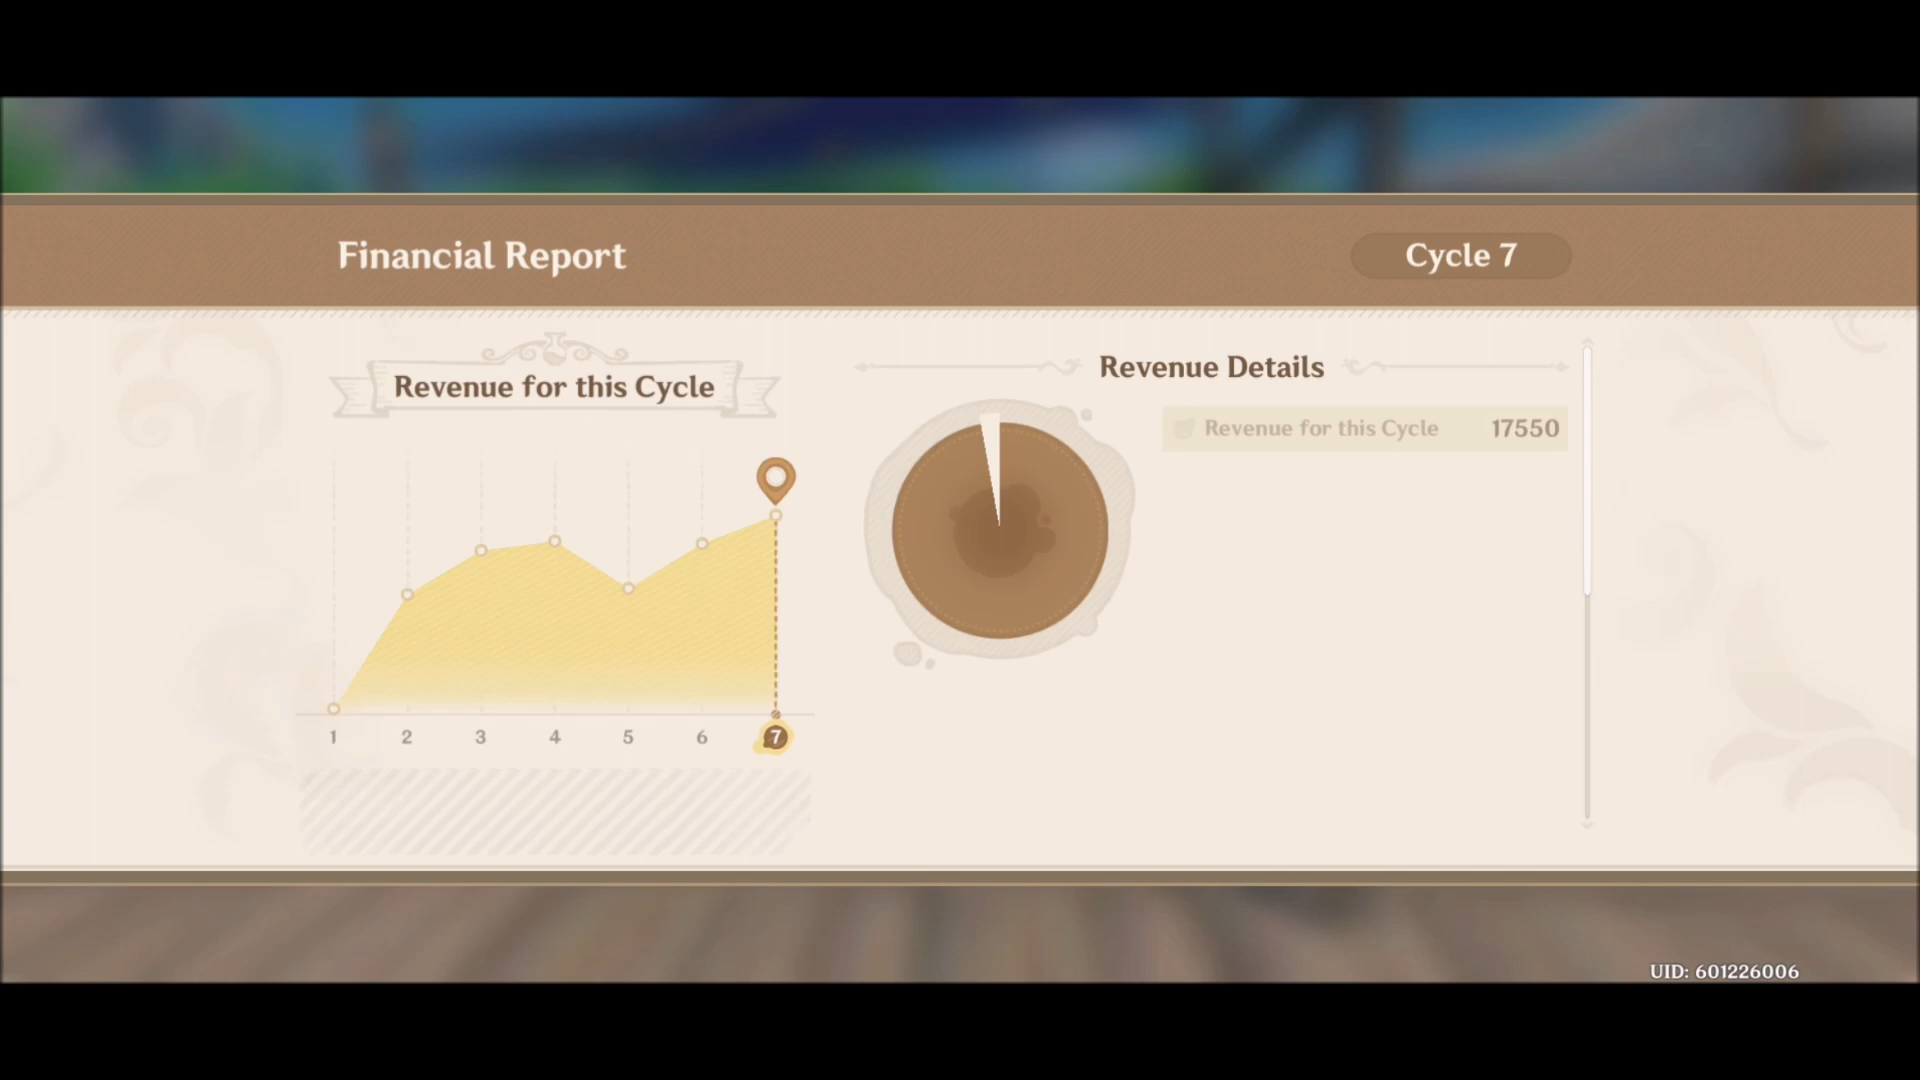 Financial Report
Cycle 7
Revenue for this Cycle
Revenue Details
Revenue for this Cycle 17550
1 2 3 4 5 6 7
UID: 601226006